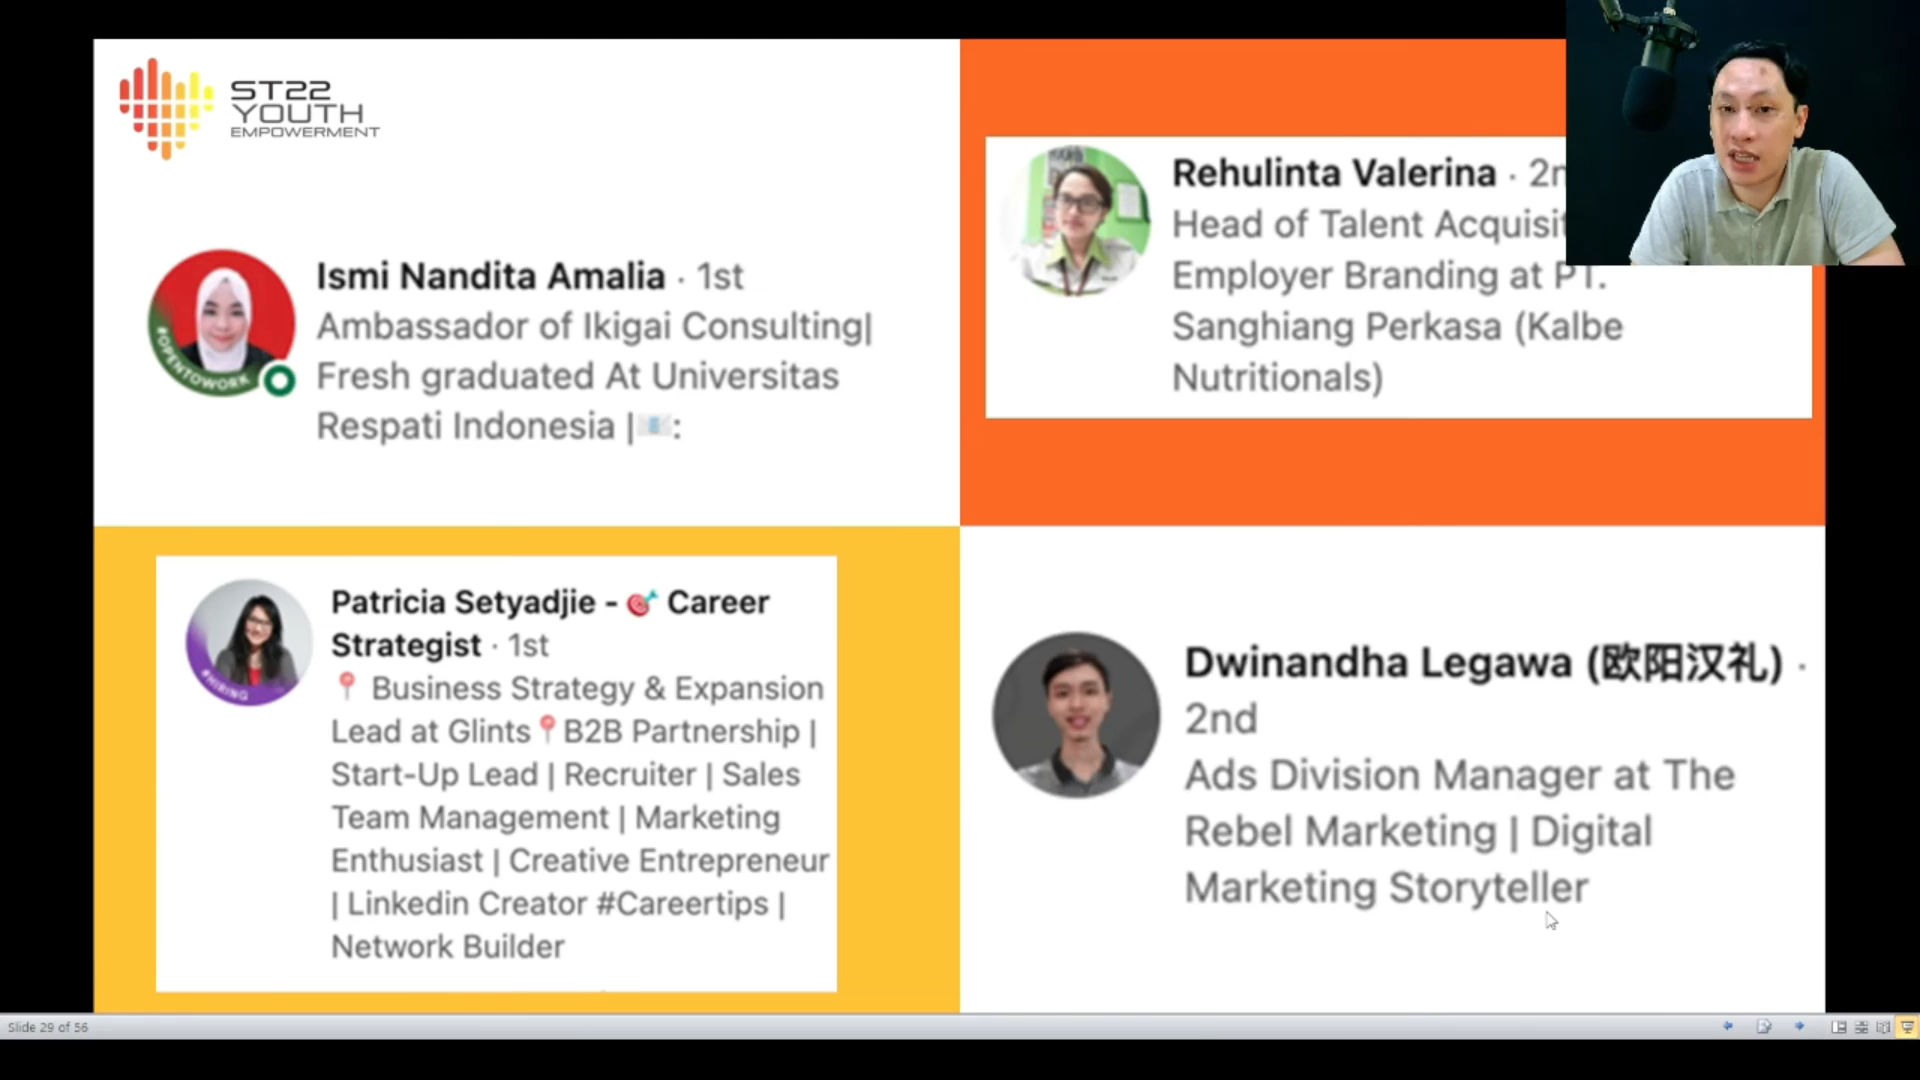 ST22
YOUTH
EMPOWERMENT
Ismi Nandita Amalia · 1st
Ambassador of Ikigai Consulting|
Fresh graduated At Universitas
Respati Indonesia |📧:
#OPENTOWORK
Rehulinta Valerina ·
Head of Talent
Employer Branding at PT.
Sanghiang Perkasa (Kalbe
Nutritionals)
Patricia Setyadjie - 🎯 Career
Strategist · 1st
📍 Business Strategy & Expansion
Lead at Glints📍B2B Partnership |
Start-Up Lead | Recruiter | Sales
Team Management | Marketing
Enthusiast | Creative Entrepreneur
| Linkedin Creator #Careertips |
Network Builder
#HIRING
Dwinandha Legawa (欧阳汉礼) ·
2nd
Ads Division Manager at The
Rebel Marketing | Digital
Marketing Storyteller
Slide 29 of 56